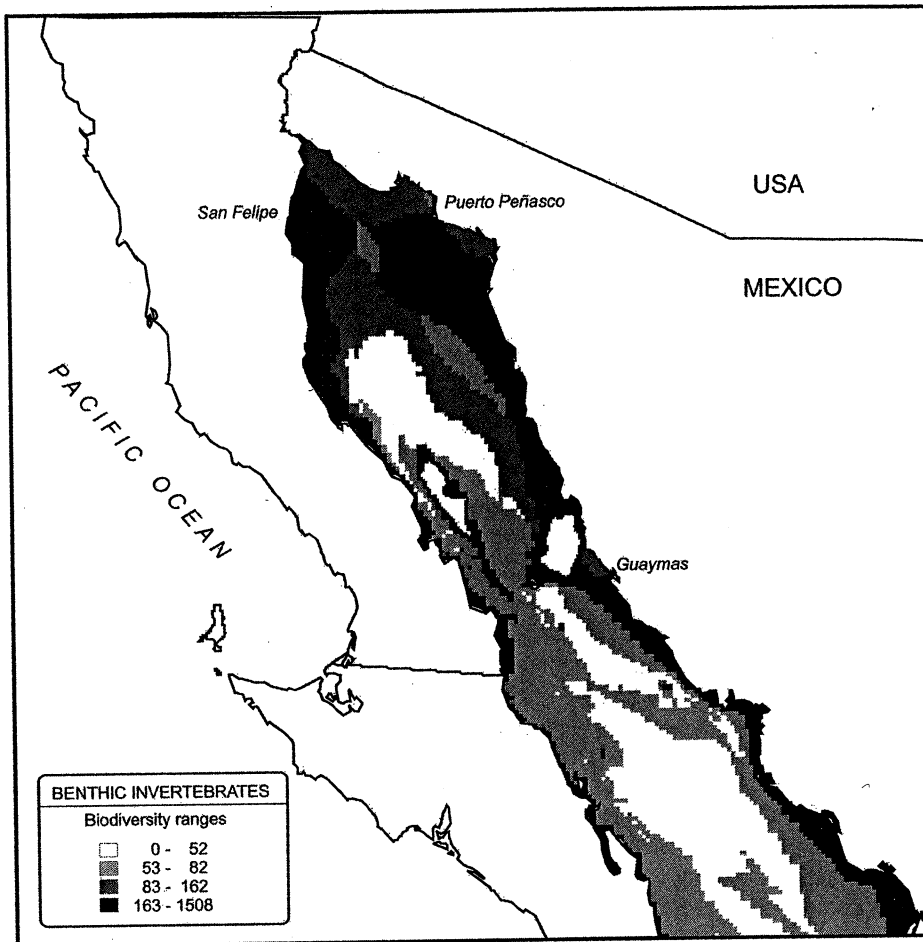 USA
San Felipe
Puerto Peñasco
MEXICO
PACIFIC OCEAN
Guaymas
BENTHIC INVERTEBRATES
Biodiversity ranges
0 - 52
53 - 82
83 - 162
163 - 1508